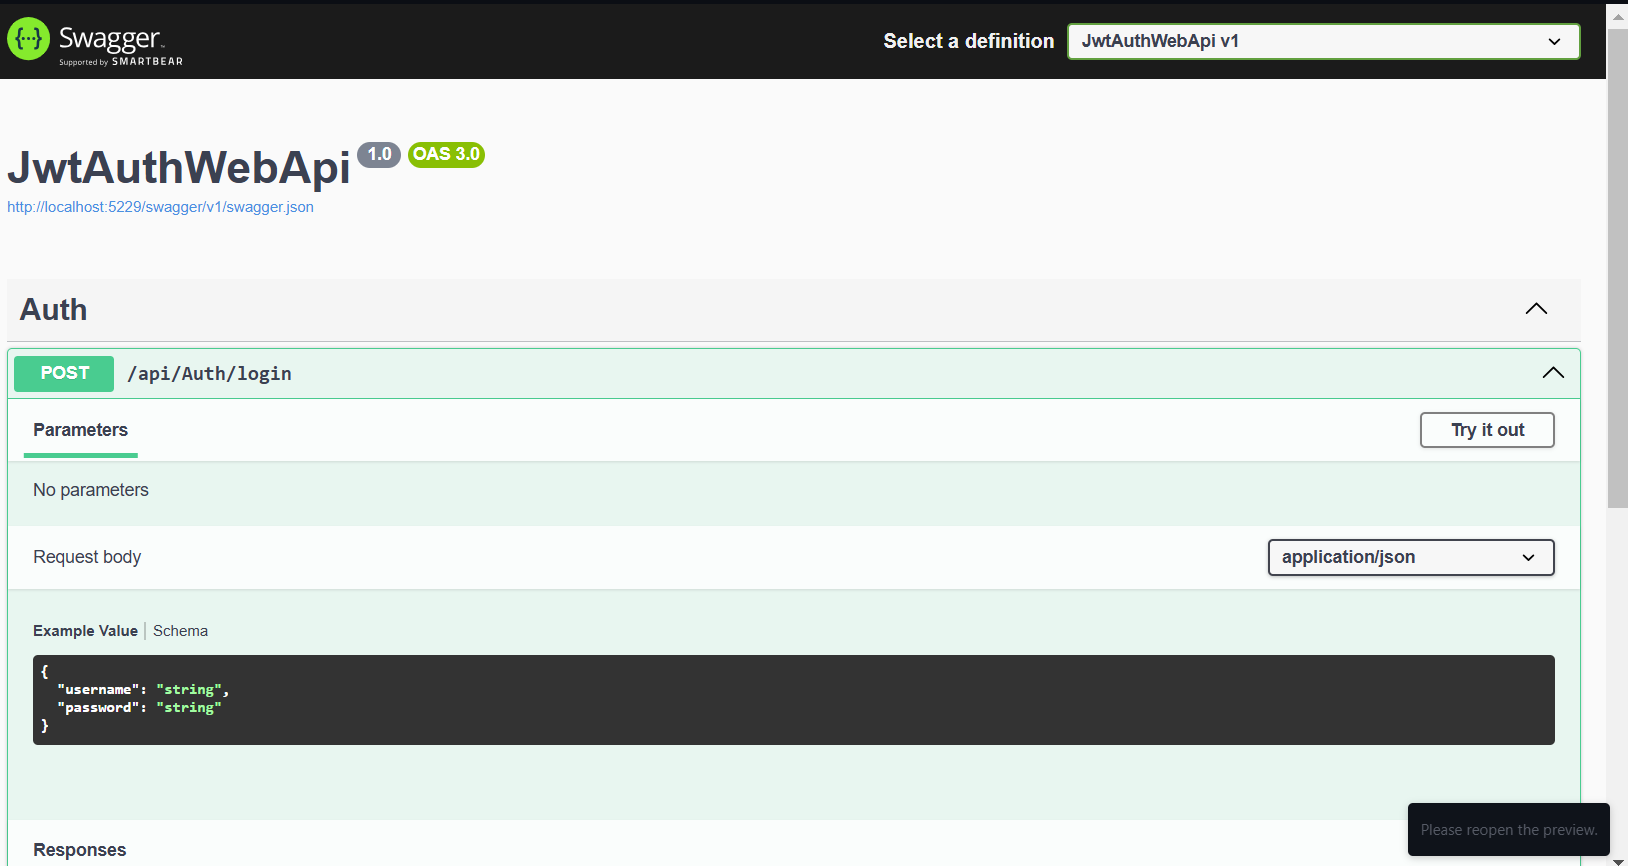 Swagger™
Supported by SMARTBEAR
Select a definition
JwtAuthWebApi v1
JwtAuthWebApi 1.0 OAS 3.0
http://localhost:5229/swagger/v1/swagger.json
Auth
POST /api/Auth/login
Parameters
Try it out
No parameters
Request body
application/json
Example Value | Schema
{
"username": "string",
"password": "string"
}
Please reopen the preview.
Responses